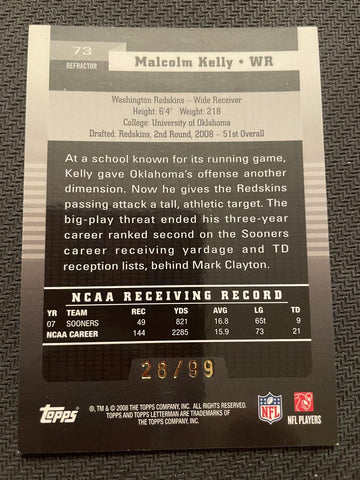 73
REFRACTOR
Malcolm Kelly • WR
Washington Redskins – Wide Receiver
Height: 6'4" Weight: 218
College: University of Oklahoma
Drafted: Redskins, 2nd Round, 2008 – 51st Overall
At a school known for its running game,
Kelly gave Oklahoma's offense another
dimension. Now he gives the Redskins
passing attack a tall, athletic target. The
big-play threat ended his three-year
career ranked second on the Sooners
career receiving yardage and TD
reception lists, behind Mark Clayton.
NCAA RECEIVING RECORD
YR TEAM REC YDS AVG LG TD
07 SOONERS 49 821 16.8 65t 9
NCAA CAREER 144 2285 15.9 73 21
28/99
Topps
®, TM & © 2008 THE TOPPS COMPANY, INC. ALL RIGHTS RESERVED.
TOPPS AND TOPPS LETTERMAN ARE TRADEMARKS OF
THE TOPPS COMPANY, INC.
NFL
NFL PLAYERS